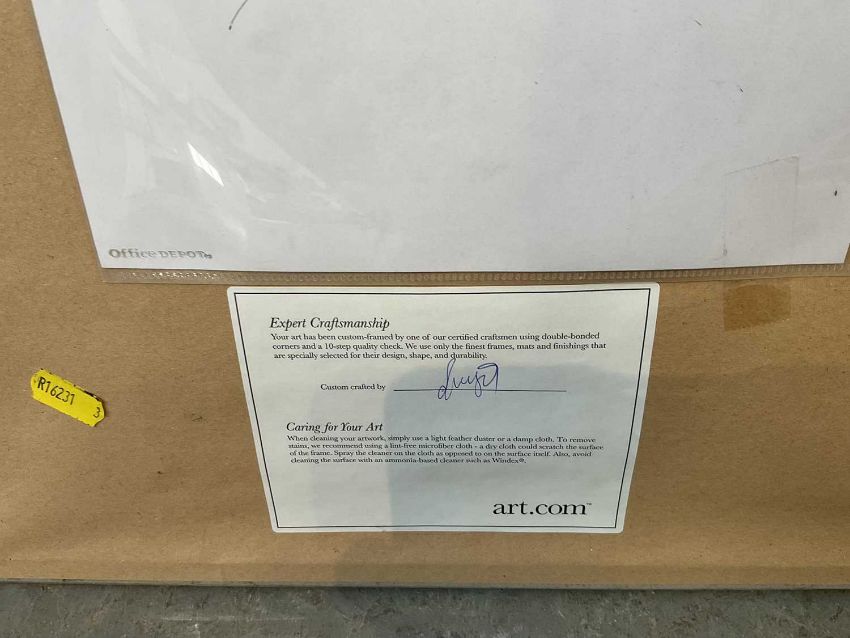 Office DEPOT
Expert Craftsmanship
Your art has been custom-framed by one of our certified craftsmen using double-bonded
corners and a 10-step quality check. We use only the finest frames, mats and finishings that
are specially selected for their design, shape, and durability.
Custom crafted by
R16231
3
Caring for Your Art
When cleaning your artwork, simply use a light feather duster or a damp cloth. To remove
stains, we recommend using a lint-free microfiber cloth - a dry cloth could scratch the surface
of the frame. Spray the cleaner on the cloth as opposed to on the surface itself. Also, avoid
cleaning the surface with an ammonia-based cleaner such as Windex®.
art.com™